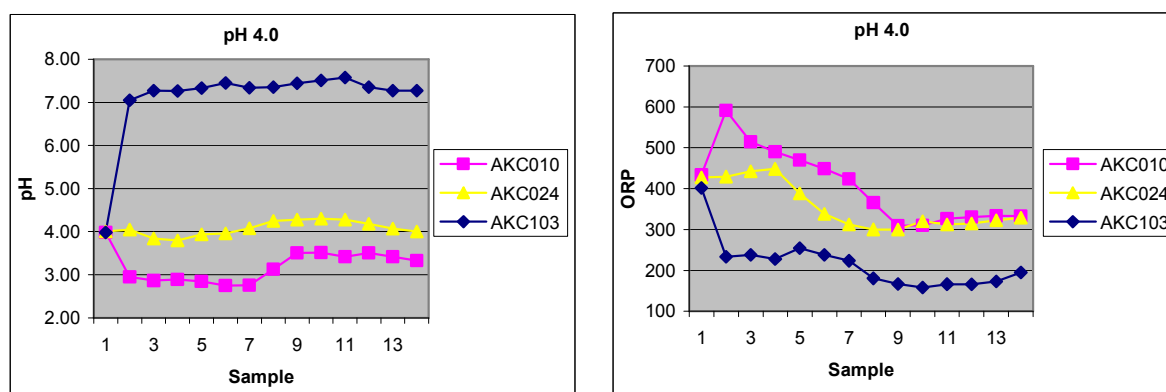 pH 4.0
8.00
7.00
6.00
5.00
4.00
3.00
2.00
pH
1 3 5 7 9 11 13
Sample
AKC010
AKC024
AKC103
pH 4.0
700
600
500
400
300
200
100
ORP
1 3 5 7 9 11 13
Sample
AKC010
AKC024
AKC103